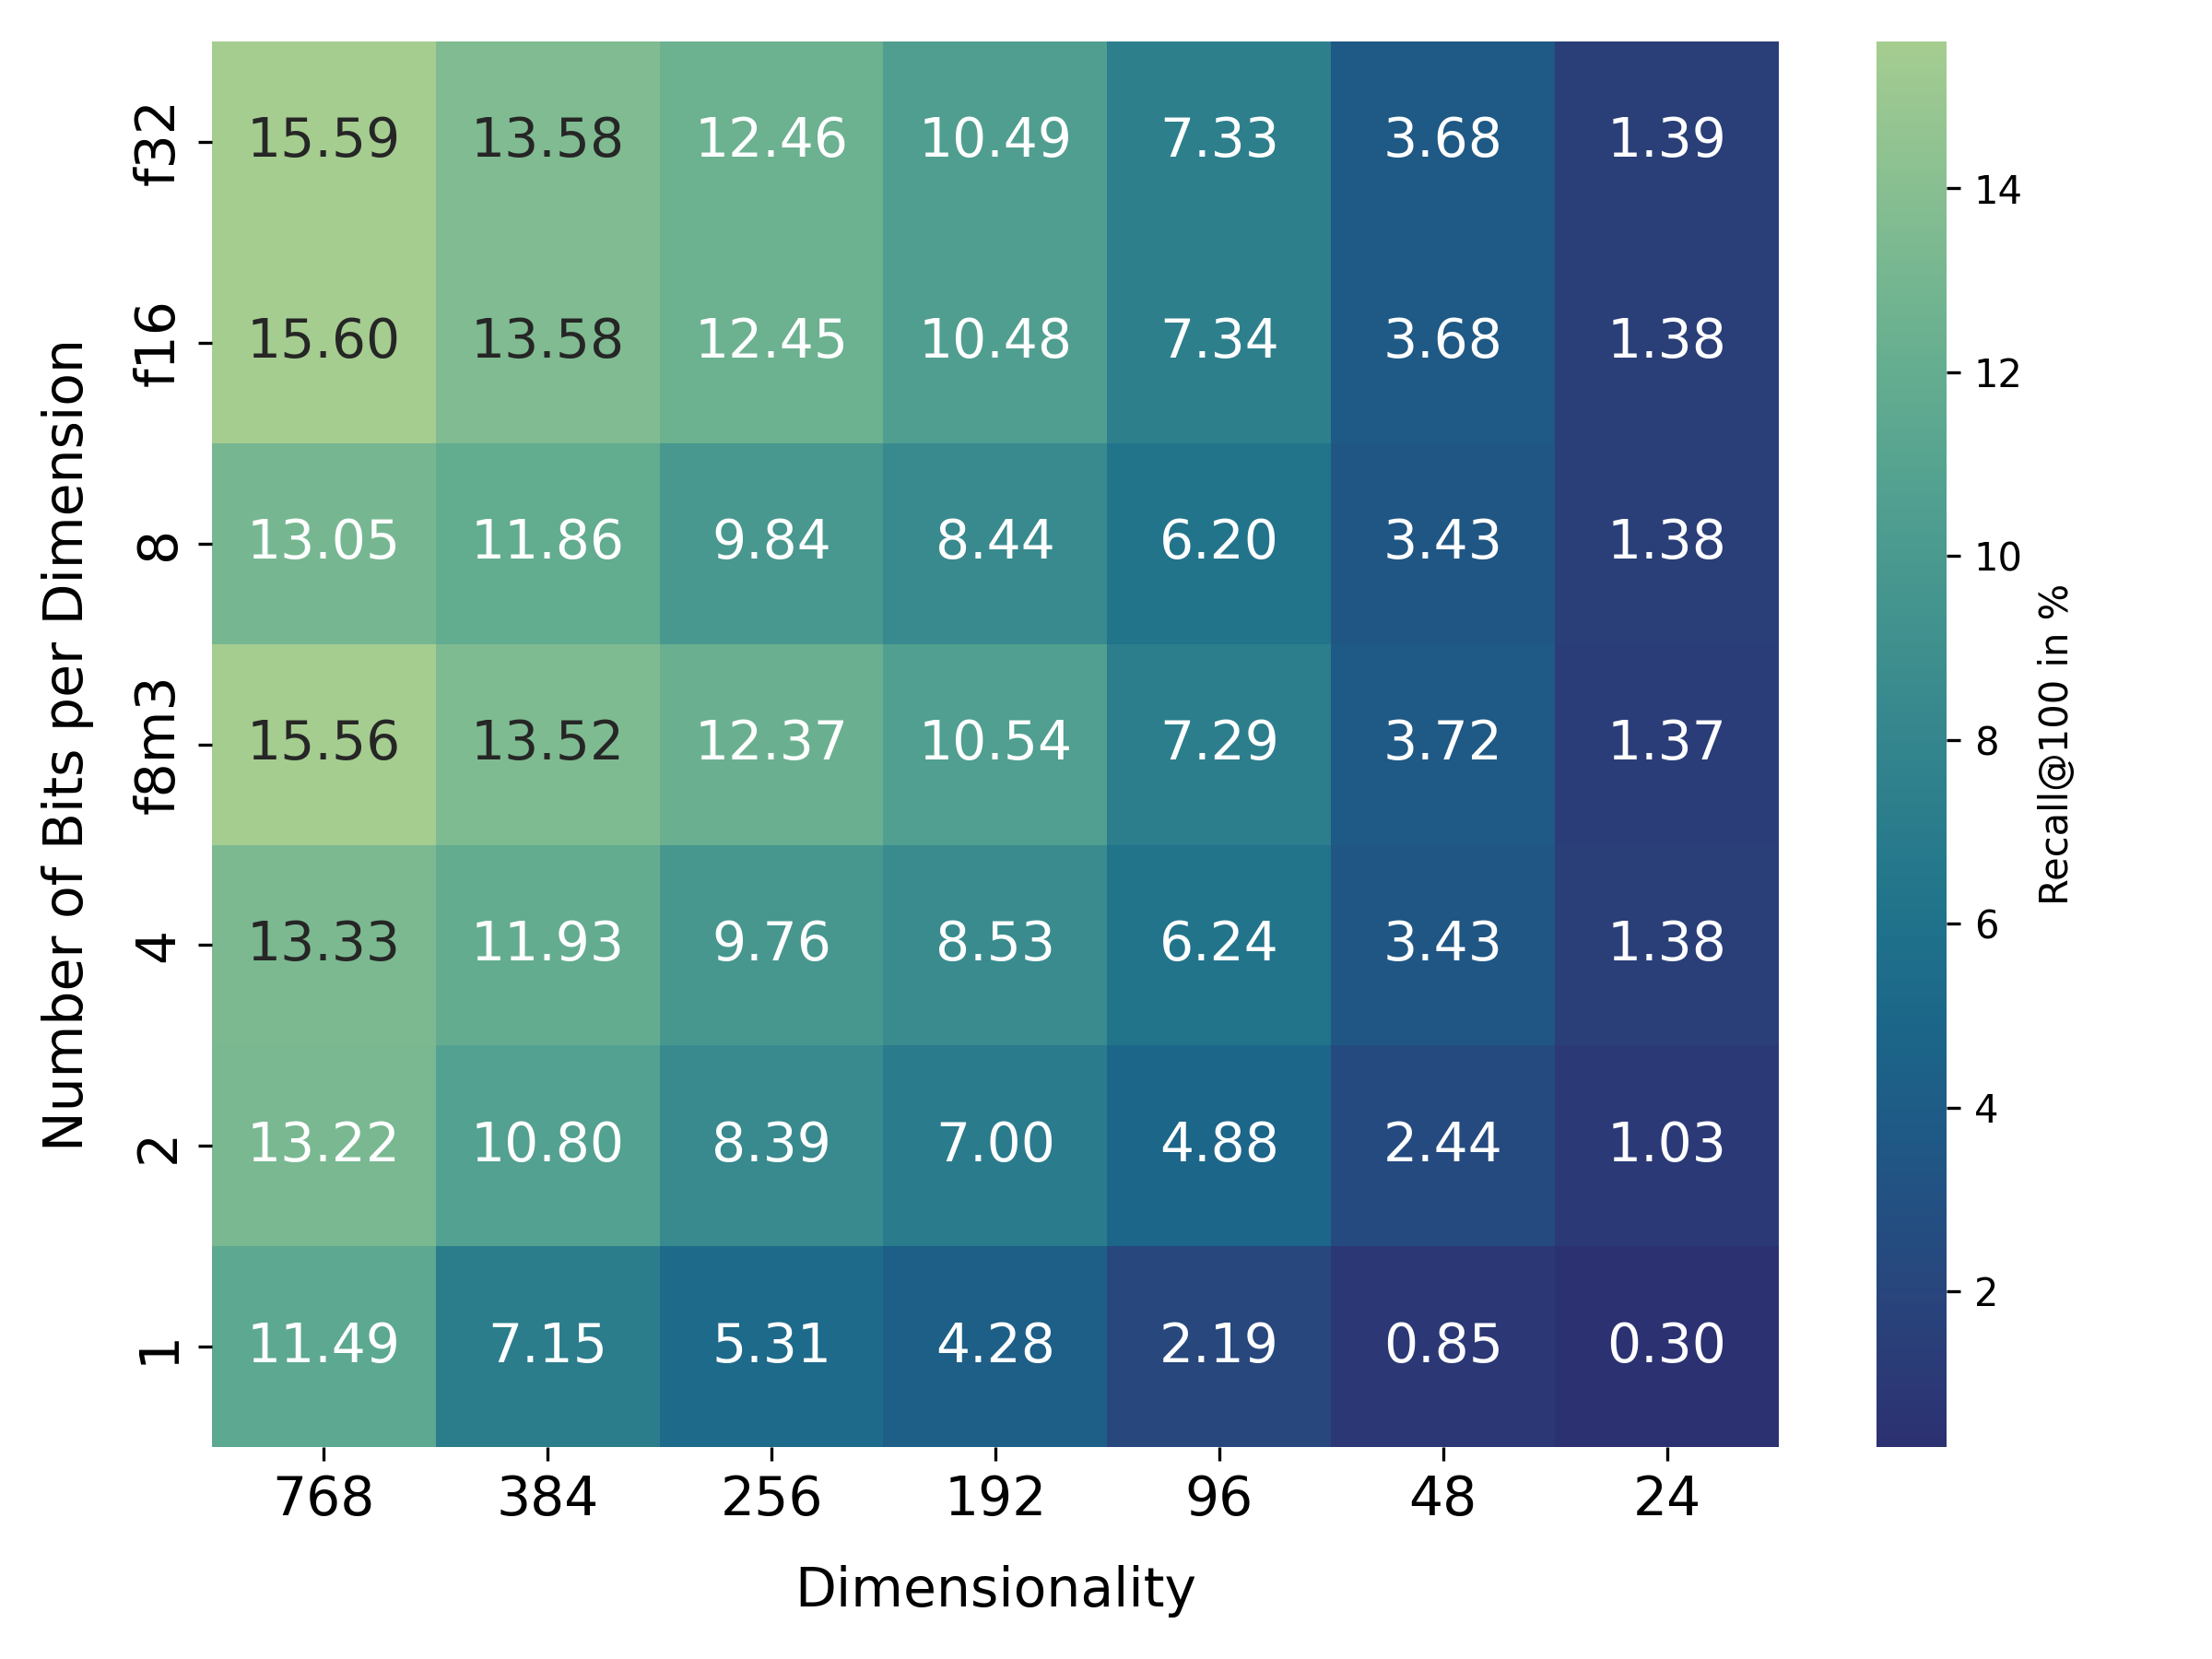 f32 15.59 13.58 12.46 10.49 7.33 3.68 1.39
f16 15.60 13.58 12.45 10.48 7.34 3.68 1.38
8 13.05 11.86 9.84 8.44 6.20 3.43 1.38
f8m3 15.56 13.52 12.37 10.54 7.29 3.72 1.37
4 13.33 11.93 9.76 8.53 6.24 3.43 1.38
2 13.22 10.80 8.39 7.00 4.88 2.44 1.03
1 11.49 7.15 5.31 4.28 2.19 0.85 0.30
768 384 256 192 96 48 24
Dimensionality
Number of Bits per Dimension
14
12
10
8
6
4
2
Recall@100 in %